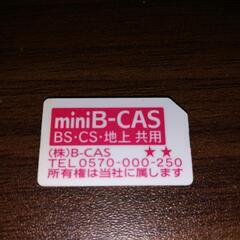 miniB-CAS
BS・CS・地上 共用
(株)B-CAS ★★
TEL 0570-000-250
所有権は当社に属します